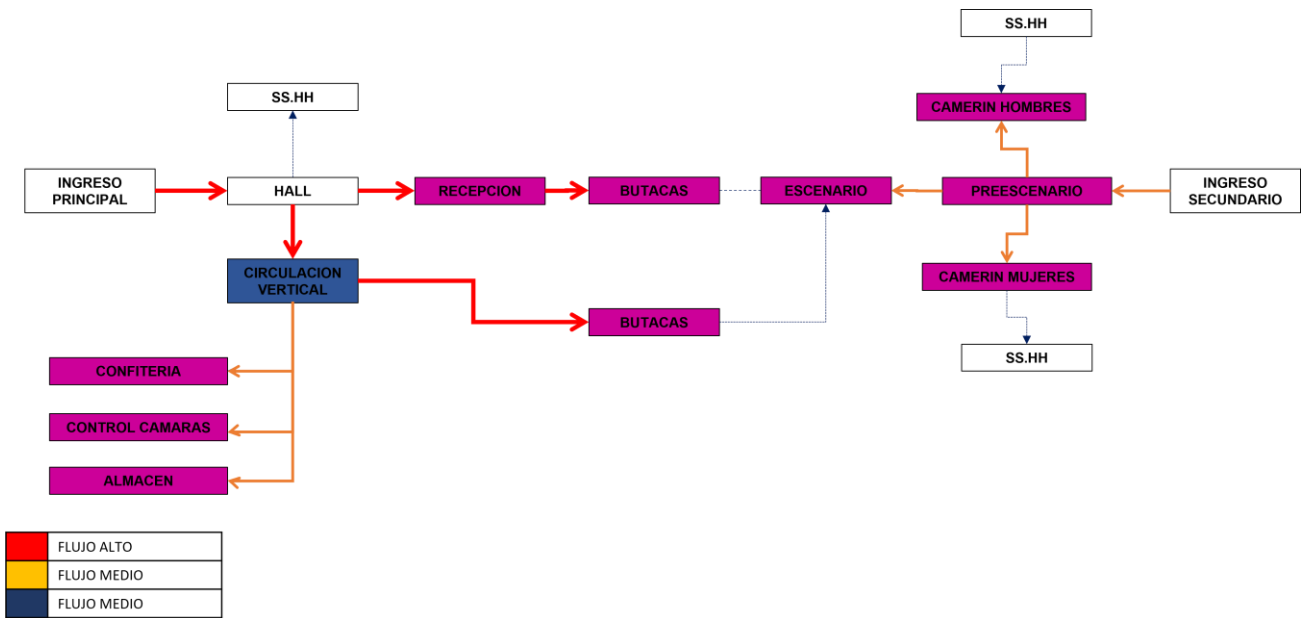 SS.HH
SS.HH
CAMERIN HOMBRES
INGRESO
PRINCIPAL
HALL
RECEPCION
BUTACAS
ESCENARIO
PREESCENARIO
INGRESO
SECUNDARIO
CIRCULACION
VERTICAL
CAMERIN MUJERES
BUTACAS
SS.HH
CONFITERIA
CONTROL CAMARAS
ALMACEN
FLUJO ALTO
FLUJO MEDIO
FLUJO MEDIO